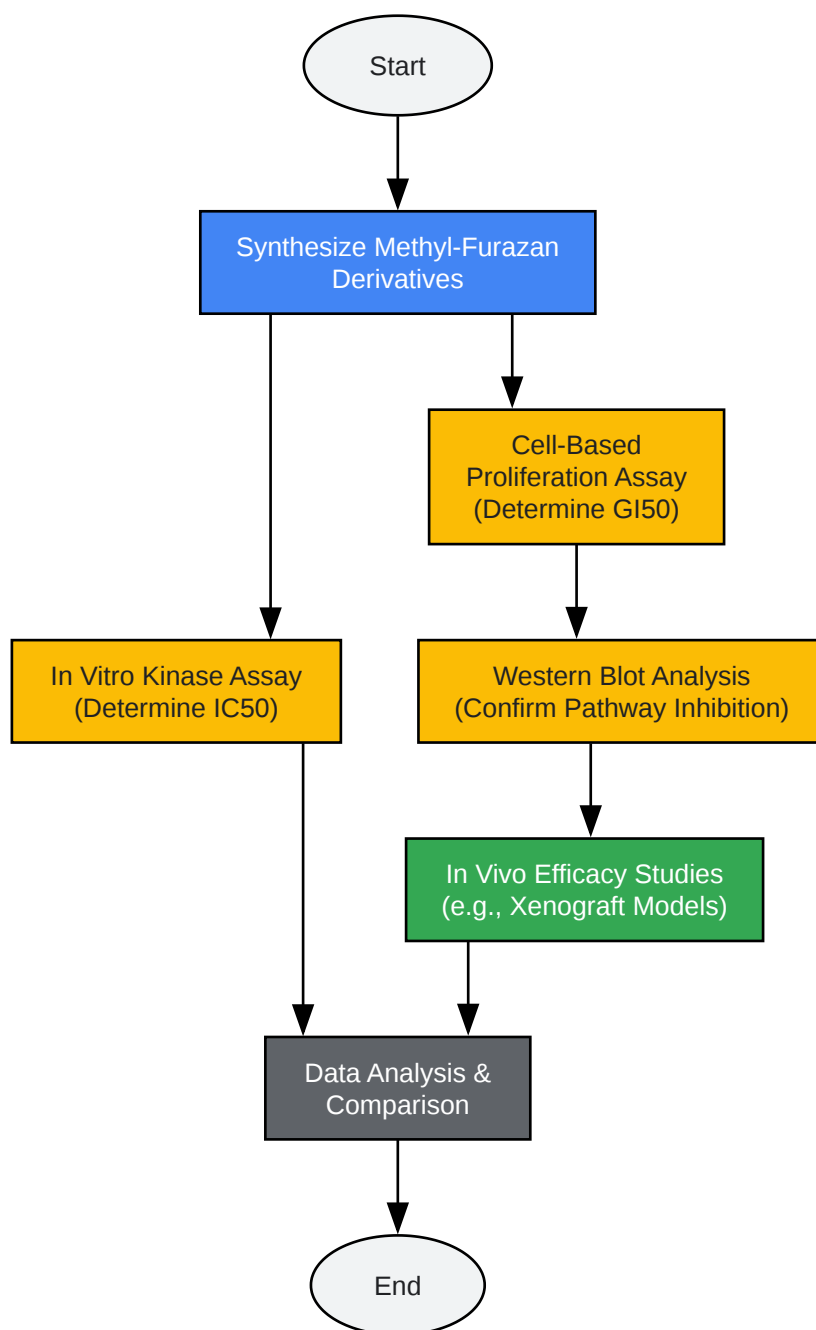 Start
Synthesize Methyl-Furazan
Derivatives
Cell-Based
Proliferation Assay
(Determine GI50)
In Vitro Kinase Assay
(Determine IC50)
Western Blot Analysis
(Confirm Pathway Inhibition)
In Vivo Efficacy Studies
(e.g., Xenograft Models)
Data Analysis &
Comparison
End